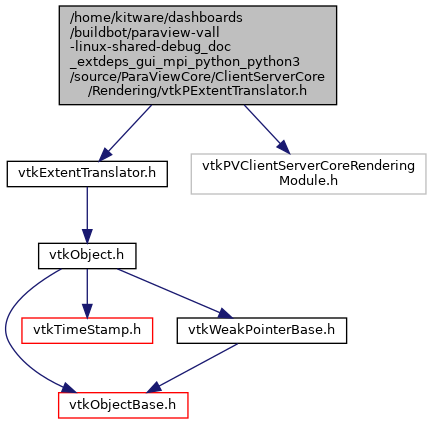 /home/kitware/dashboards
/buildbot/paraview-vall
-linux-shared-debug_doc
_extdeps_gui_mpi_python_python3
/source/ParaViewCore/ClientServerCore
/Rendering/vtkPExtentTranslator.h
vtkExtentTranslator.h
vtkPVClientServerCoreRendering
Module.h
vtkObject.h
vtkTimeStamp.h
vtkWeakPointerBase.h
vtkObjectBase.h